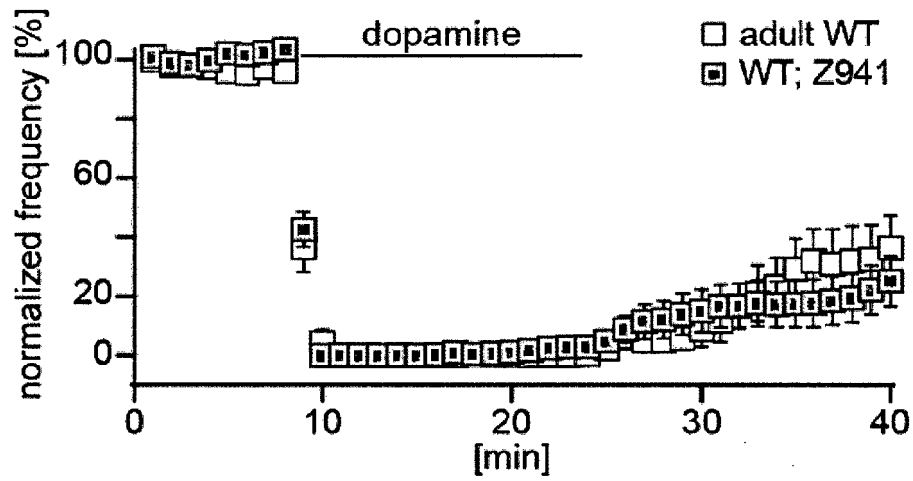 normalized frequency [%]
100
60
20
0
dopamine
adult WT
WT; Z941
0
10
20
30
40
[min]